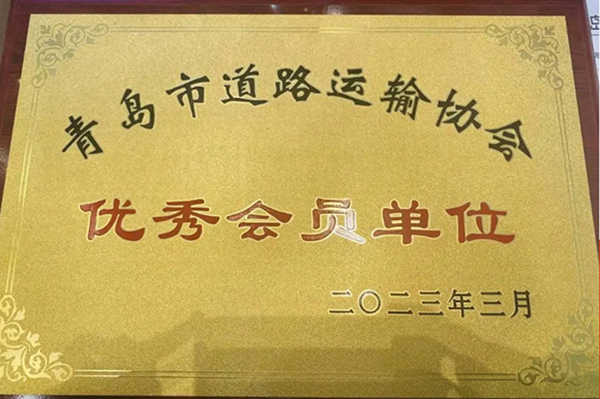 青岛市道路运输协会
优秀会员单位
二〇二三年三月